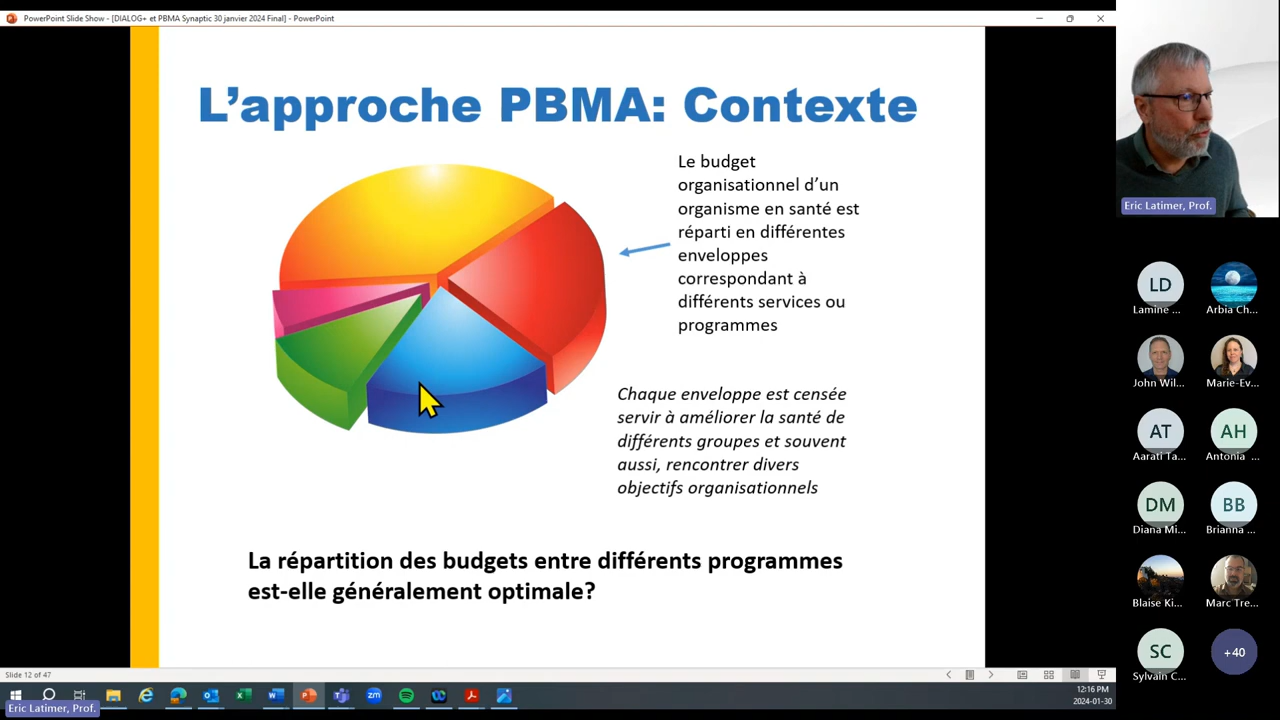 PowerPoint Slide Show - [DIALOG+ et PBMA Synaptic 30 janvier 2024 Final] - PowerPoint
L’approche PBMA: Contexte
Le budget
organisationnel d’un
organisme en santé est
réparti en différentes
enveloppes
correspondant à
différents services ou
programmes
Chaque enveloppe est censée
servir à améliorer la santé de
différents groupes et souvent
aussi, rencontrer divers
objectifs organisationnels
La répartition des budgets entre différents programmes
est-elle généralement optimale?
Slide 12 of 47
12:16 PM
2024-01-30
Eric Latimer, Prof.
Eric Latimer, Prof.
LD
Lamine ...
Arbia Ch...
John Wil...
Marie-Ev...
AT
Aarati Ta...
AH
Antonia ...
DM
Diana Mi...
BB
Brianna ...
Blaise Ki...
Marc Tre...
SC
Sylvain C...
+40